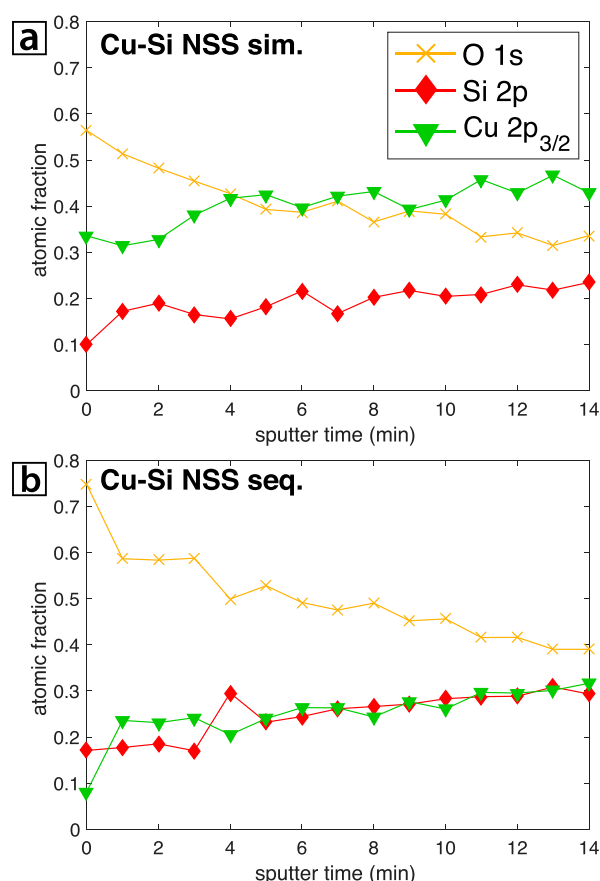 a
Cu-Si NSS sim.
O 1s
Si 2p
Cu 2p3/2
0.8
0.7
0.6
0.5
0.4
0.3
0.2
0.1
0
atomic fraction
0 2 4 6 8 10 12 14
sputter time (min)
b
Cu-Si NSS seq.
0.8
0.7
0.6
0.5
0.4
0.3
0.2
0.1
0
atomic fraction
0 2 4 6 8 10 12 14
sputter time (min)